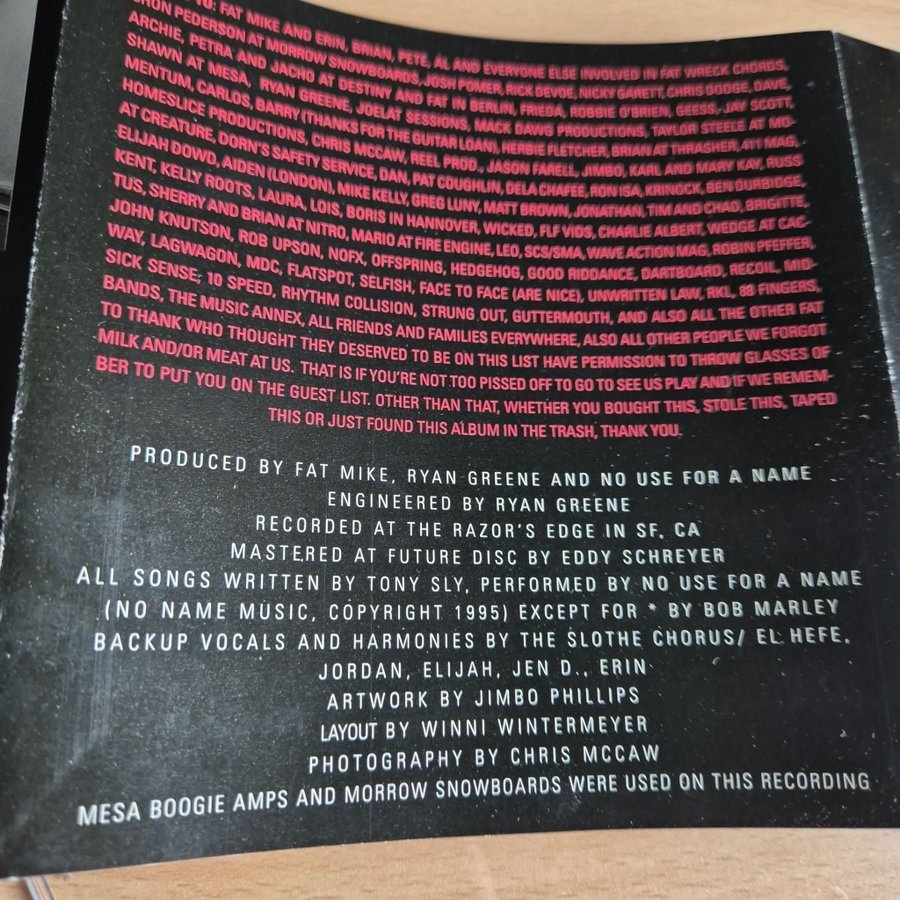 TO: FAT MIKE AND ERIN, BRIAN, PETE, AL AND EVERYONE ELSE INVOLVED IN FAT WRECK CHORDS,
PEDERSON AT MORROW SNOWBOARDS, JOSH POMER, RICK DEVOE, NICKY GARETT, CHRIS DODGE, DAVE,
ARCHIE, PETRA AND JACHO AT DESTINY AND FAT IN BERLIN, FRIEDA, ROBBIE O'BRIEN, GEESE, JAY SCOTT,
SHAWN AT MESA, RYAN GREENE, JOELAT SESSIONS, MACK DAWG PRODUCTIONS, TAYLOR STEELE AT MO-
MENTUM, CARLOS, BARRY (THANKS FOR THE GUITAR LOAN), HERBIE FLETCHER, BRIAN AT THRASHER, 411 MAG,
HOMESLICE PRODUCTIONS, CHRIS MCCAW, REEL PROD., JASON FARELL, JIMBO, KARL AND MARY KAY, RUSS
AT CREATURE, DORN'S SAFETY SERVICE, DAN, PAT COUGHLIN, DELA CHAFEE, RON ISA, KRINOCK, BEN DURBIDGE,
ELIJAH DOWD, AIDEN (LONDON), MIKE KELLY, GREG LUNY, MATT BROWN, JONATHAN, TIM AND CHAD, BRIGITTE,
KENT, KELLY ROOTS, LAURA, LOIS, BORIS IN HANNOVER, WICKED, FLF VIDS, CHARLIE ALBERT, WEDGE AT CAC-
TUS, SHERRY AND BRIAN AT NITRO, MARIO AT FIRE ENGINE, LEO, SCS/SMA, WAVE ACTION MAG, ROBIN PFEFFER,
JOHN KNUTSON, ROB UPSON, NOFX, OFFSPRING, HEDGEHOG, GOOD RIDDANCE, DARTBOARD, RECOIL, MID-
WAY, LAGWAGON, MDC, FLATSPOT, SELFISH, FACE TO FACE (ARE NICE), UNWRITTEN LAW, RKL, 88 FINGERS,
SICK SENSE, 10 SPEED, RHYTHM COLLISION, STRUNG OUT, GUTTERMOUTH, AND ALSO ALL THE OTHER FAT
BANDS, THE MUSIC ANNEX, ALL FRIENDS AND FAMILIES EVERYWHERE, ALSO ALL OTHER PEOPLE WE FORGOT
TO THANK WHO THOUGHT THEY DESERVED TO BE ON THIS LIST HAVE PERMISSION TO THROW GLASSES OF
MILK AND/OR MEAT AT US. THAT IS IF YOU'RE NOT TOO PISSED OFF TO GO TO SEE US PLAY AND IF WE REMEM-
BER TO PUT YOU ON THE GUEST LIST. OTHER THAN THAT, WHETHER YOU BOUGHT THIS, STOLE THIS, TAPED
THIS OR JUST FOUND THIS ALBUM IN THE TRASH, THANK YOU.
PRODUCED BY FAT MIKE, RYAN GREENE AND NO USE FOR A NAME
ENGINEERED BY RYAN GREENE
RECORDED AT THE RAZOR'S EDGE IN SF, CA
MASTERED AT FUTURE DISC BY EDDY SCHREYER
ALL SONGS WRITTEN BY TONY SLY, PERFORMED BY NO USE FOR A NAME
(NO NAME MUSIC, COPYRIGHT 1995) EXCEPT FOR * BY BOB MARLEY
BACKUP VOCALS AND HARMONIES BY THE SLOTHE CHORUS/ EL HEFE,
JORDAN, ELIJAH, JEN D., ERIN
ARTWORK BY JIMBO PHILLIPS
LAYOUT BY WINNI WINTERMEYER
PHOTOGRAPHY BY CHRIS MCCAW
MESA BOOGIE AMPS AND MORROW SNOWBOARDS WERE USED ON THIS RECORDING